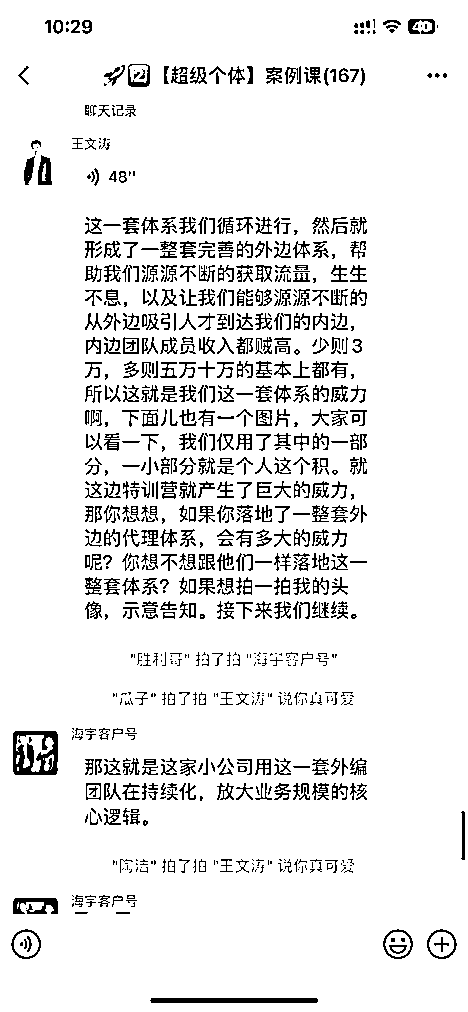 10:29
40
【超级个体】案例课(167)
聊天记录
王文涛
48"
这一套体系我们循环进行，然后就
形成了一整套完善的外边体系，帮
助我们源源不断的获取流量，生生
不息，以及让我们能够源源不断的
从外边吸引人才到达我们的内边，
内边团队成员收入都贼高。少则3
万，多则五万十万的基本上都有，
所以这就是我们这一套体系的威力
啊，下面儿也有一个图片，大家可
以看一下，我们仅用了其中的一部
分，一小部分就是个人这个积。就
这边特训营就产生了巨大的威力，
那你想想，如果你落地了一整套外
边的代理体系，会有多大的威力
呢？你想不想跟他们一样落地这一
整套体系？如果想拍一拍我的头
像，示意告知。接下来我们继续。
"胜利哥" 拍了拍 "海宇客户号"
"瓜子" 拍了拍 "王文涛" 说你真可爱
海宇客户号
那这就是这家小公司用这一套外编
团队在持续化，放大业务规模的核
心逻辑。
"陶洁" 拍了拍 "王文涛" 说你真可爱
海宇客户号